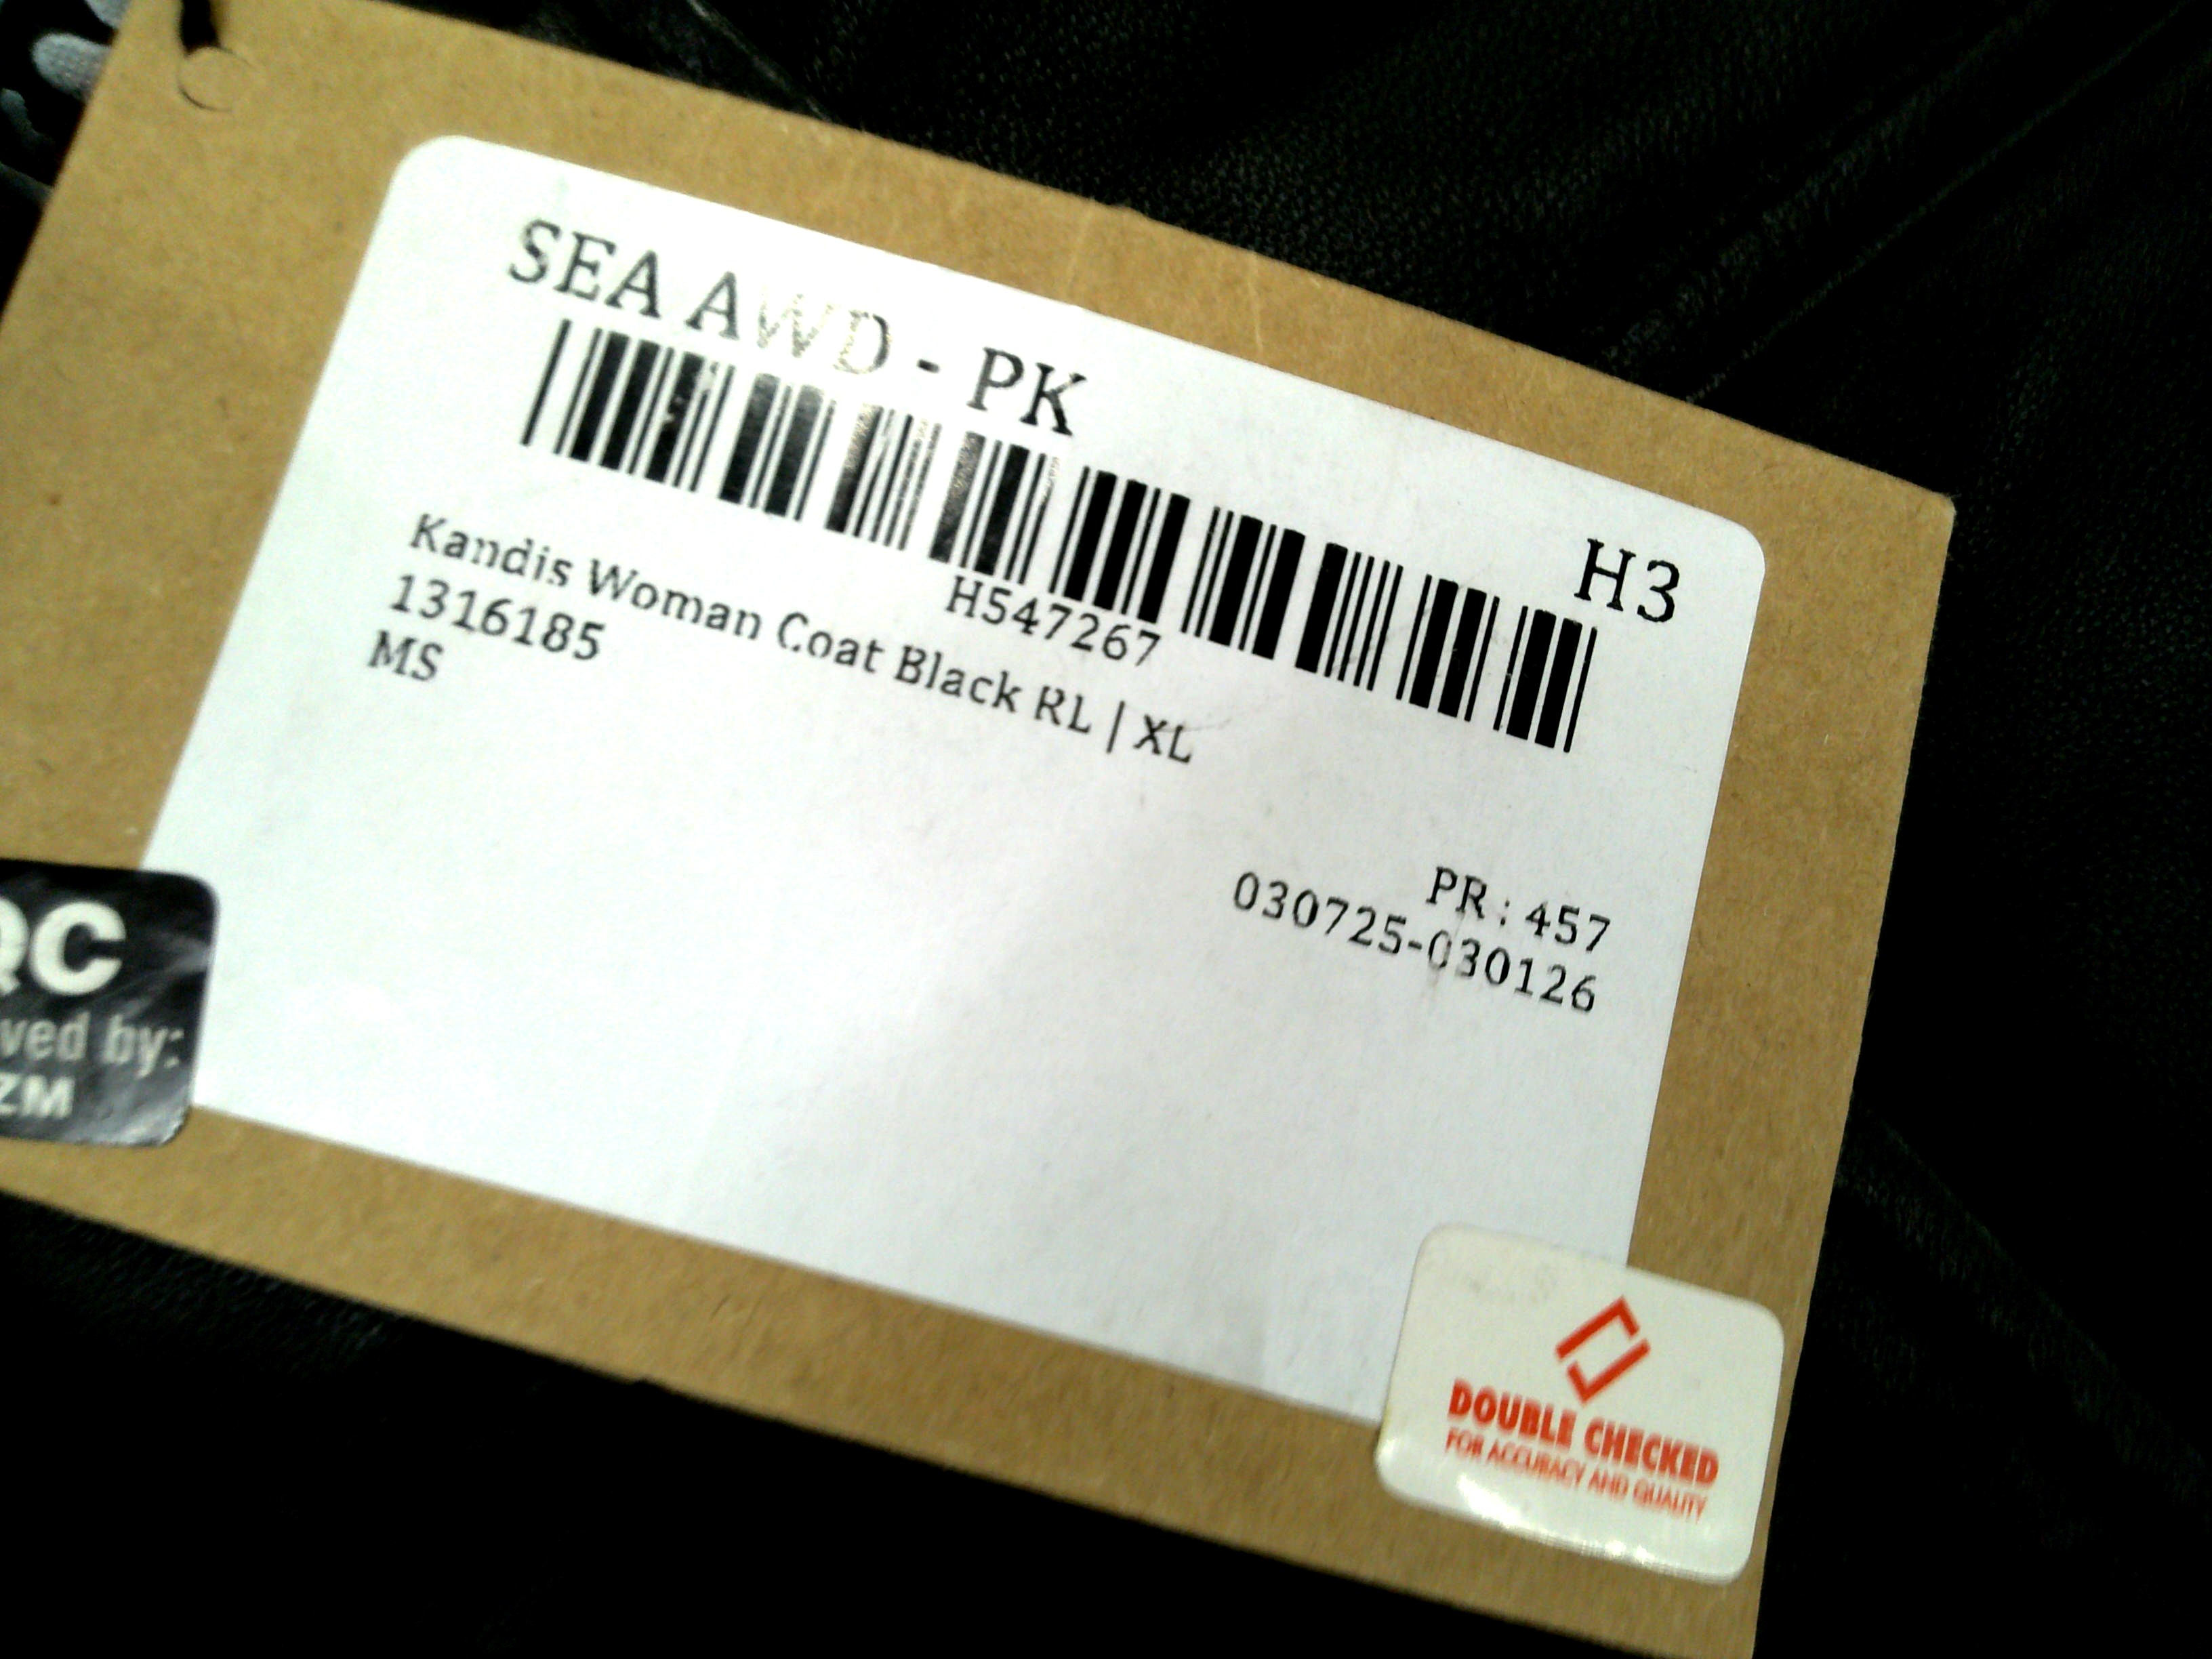 SEA AWD - PK
H3
H547267
Kandis Woman Coat Black RL | XL
1316185
MS
PR : 457
030725-030126
QC
ved by:
ZM
DOUBLE CHECKED
FOR ACCURACY AND QUALITY